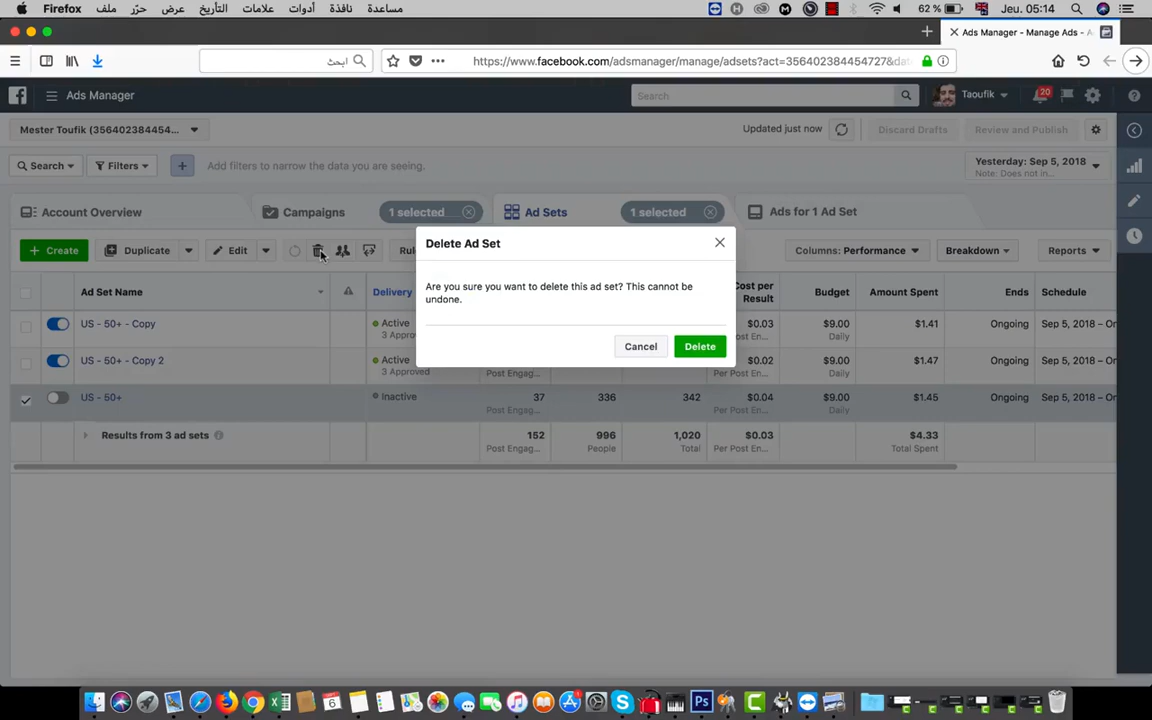 Firefox ملف حرّر عرض التأريخ علامات أدوات نافذة مساعدة 62 % Jeu. 05:14
Ads Manager - Manage Ads - A
ابحث https://www.facebook.com/adsmanager/manage/adsets?act=356402384454727&da
Ads Manager Search Taoufik 20
Mester Toufik (356402384454... Updated just now Discard Drafts Review and Publish
Search Filters Add filters to narrow the data you are seeing. Yesterday: Sep 5, 2018
Note: Does not in...
Account Overview Campaigns 1 selected Ad Sets 1 selected Ads for 1 Ad Set
+ Create Duplicate Edit Columns: Performance Breakdown Reports
Delete Ad Set
Are you sure you want to delete this ad set? This cannot be
undone.
Cancel Delete
Ad Set Name Delivery Cost per
Result Budget Amount Spent Ends Schedule
US - 50+ - Copy Active $0.03 $9.00 $1.41 Ongoing Sep 5, 2018 – On
3 Approv Per Post En... Daily
US - 50+ - Copy 2 Active $0.02 $9.00 $1.47 Ongoing Sep 5, 2018 – On
3 Approved Post Engag... Per Post En... Daily
US - 50+ Inactive 37 336 342 $0.04 $9.00 $1.45 Ongoing Sep 5, 2018 – On
Post Engag... Per Post En... Daily
Results from 3 ad sets 152 996 1,020 $0.03 $4.33
Post Engag... People Total Per Post En... Total Spent